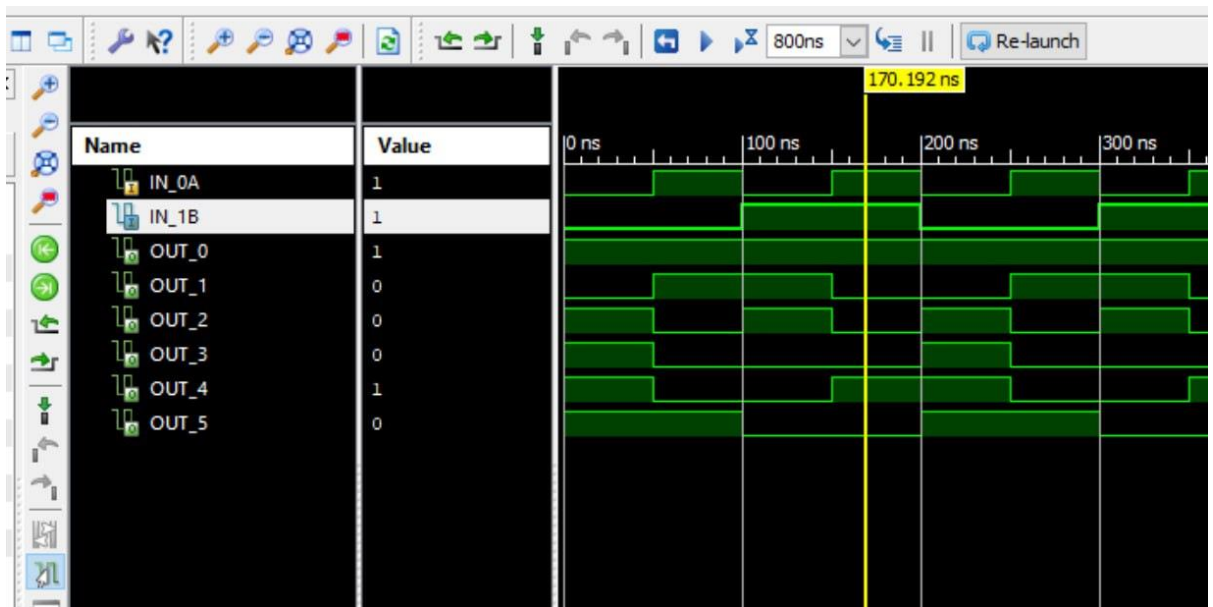 800ns Re-launch
170.192 ns
Name Value
0 ns 100 ns 200 ns 300 ns
IN_0A 1
IN_1B 1
OUT_0 1
OUT_1 0
OUT_2 0
OUT_3 0
OUT_4 1
OUT_5 0